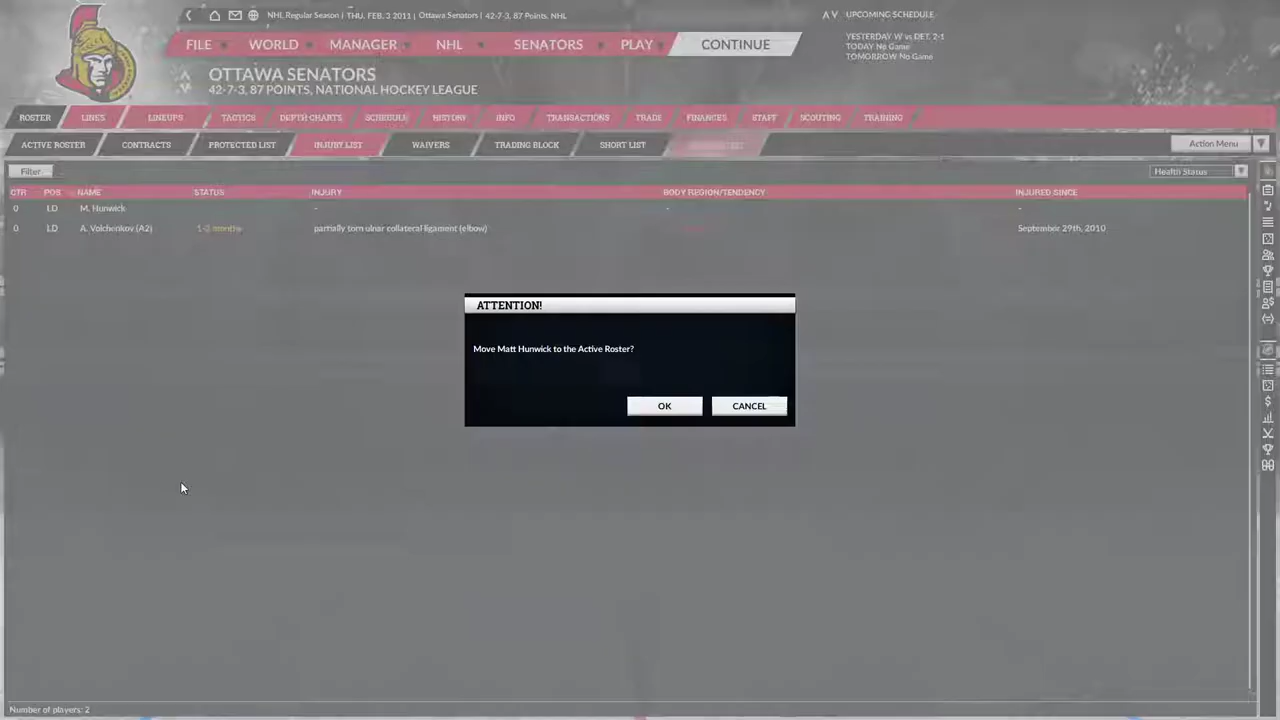 NHL Regular Season | THU. FEB. 3 2011 | Ottawa Senators | 42-7-3, 87 Points, NHL
UPCOMING SCHEDULE
FILE WORLD MANAGER NHL SENATORS PLAY CONTINUE
YESTERDAY W vs DET. 2-1
TODAY No Game
TOMORROW No Game
OTTAWA SENATORS
42-7-3, 87 POINTS, NATIONAL HOCKEY LEAGUE
ROSTER LINES LINEUPS TACTICS DEPTH CHARTS SCHEDULE HISTORY INFO TRANSACTIONS TRADE FINANCES STAFF SCOUTING TRAINING
ACTIVE ROSTER CONTRACTS PROTECTED LIST INJURY LIST WAIVERS TRADING BLOCK SHORT LIST
Action Menu
Filter
Health Status
CTR POS NAME STATUS INJURY BODY REGION/TENDENCY INJURED SINCE
0 LD M. Hunwick - - -
0 LD A. Volchenkov (A2) 1-2 months partially torn ulnar collateral ligament (elbow) September 29th, 2010
ATTENTION!
Move Matt Hunwick to the Active Roster?
OK CANCEL
Number of players: 2